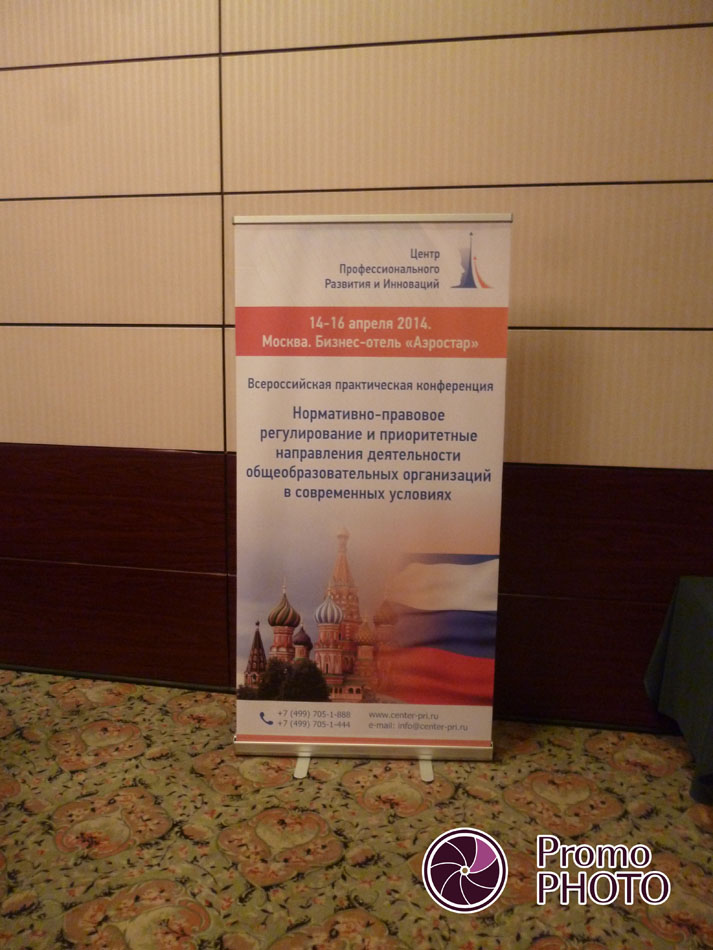 Центр
Профессионального
Развития и Инноваций
14-16 апреля 2014.
Москва. Бизнес-отель «Аэростар»
Всероссийская практическая конференция
Нормативно-правовое
регулирование и приоритетные
направления деятельности
общеобразовательных организаций
в современных условиях
+7 (499) 705-1-888
+7 (499) 705-1-444
www.center-pri.ru
e-mail: info@center-pri.ru
Promo
PHOTO